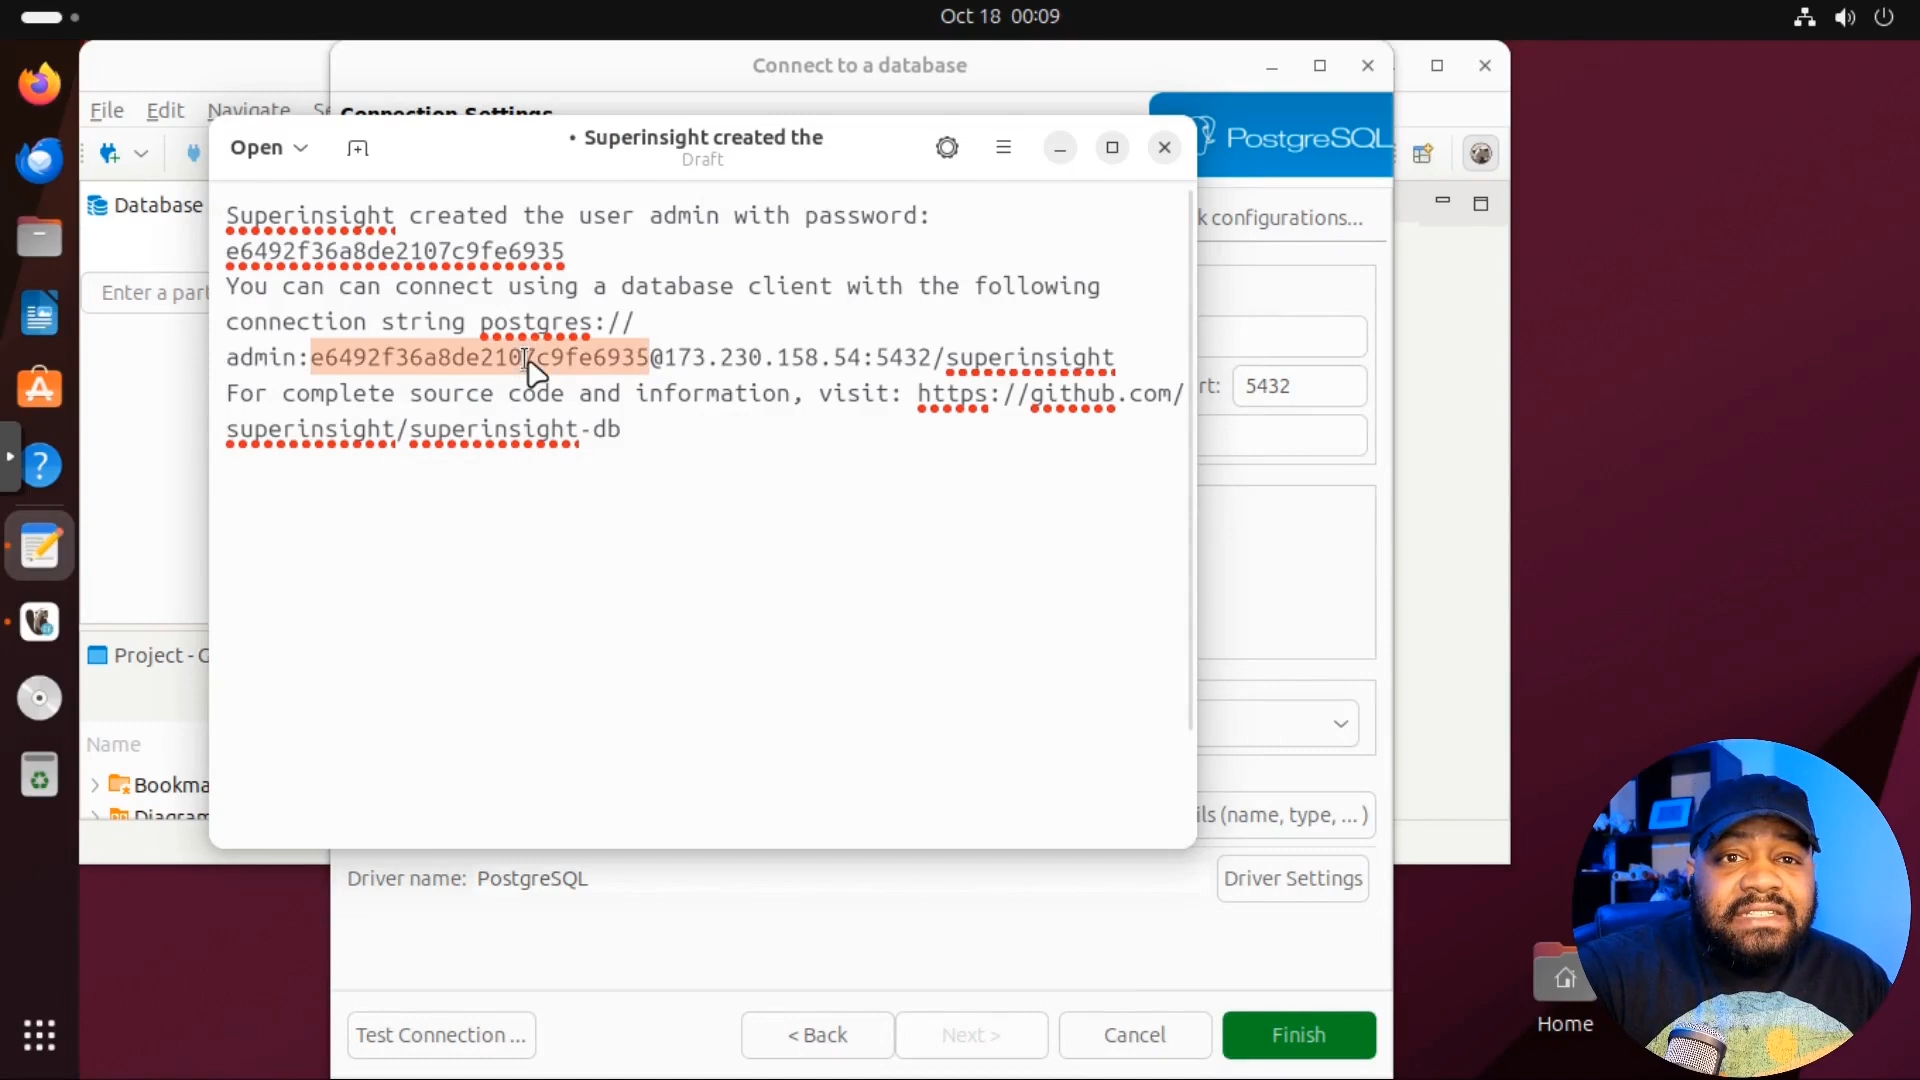 Oct 18 00:09
Connect to a database
File Edit Navigate
Connection Settings
PostgreSQL
Open
• Superinsight created the
Draft
Database
k configurations...
Superinsight created the user admin with password:
e6492f36a8de2107c9fe6935
You can can connect using a database client with the following
connection string postgres://
admin:e6492f36a8de2107c9fe6935@173.230.158.54:5432/superinsight
For complete source code and information, visit: https://github.com/
superinsight/superinsight-db
Enter a part
rt: 5432
Project - G
Name
Bookma
Diagram
ils (name, type, ... )
Driver name: PostgreSQL
Driver Settings
Test Connection ...
< Back
Next >
Cancel
Finish
Home